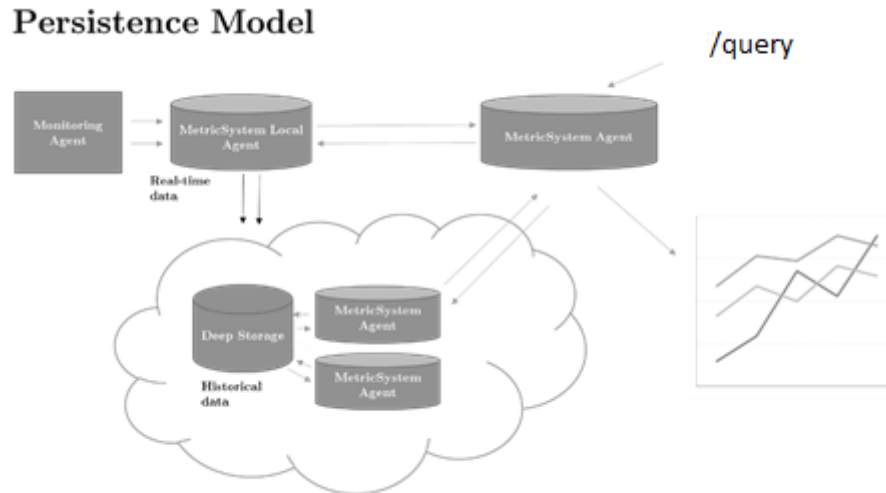 Persistence Model
/query
Monitoring
Agent
MetricSystem Local
Agent
MetricSystem Agent
Real-time
data
MetricSystem
Agent
Deep Storage
MetricSystem
Agent
Historical
data